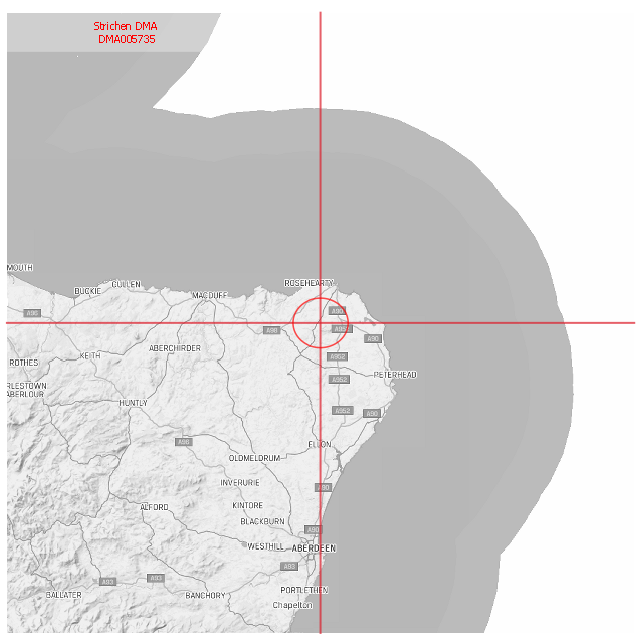 Strichen DMA
DMA005735
MOUTH
ROSEHEARTY
CULLEN
BUCKIE
MACDUFF
A90
A98
A952
A90
ABERCHIRDER
KEITH
A952
ROTHES
PETERHEAD
A952
RLESTOWN
ABERLOUR
HUNTLY
A952
A90
A96
ELLON
OLDMELDRUM
INVERURIE
A90
KINTORE
ALFORD
BLACKBURN
A90
WESTHILL
ABERDEEN
A93
A93
A93
PORTLETHEN
BALLATER
BANCHORY
Chapelton